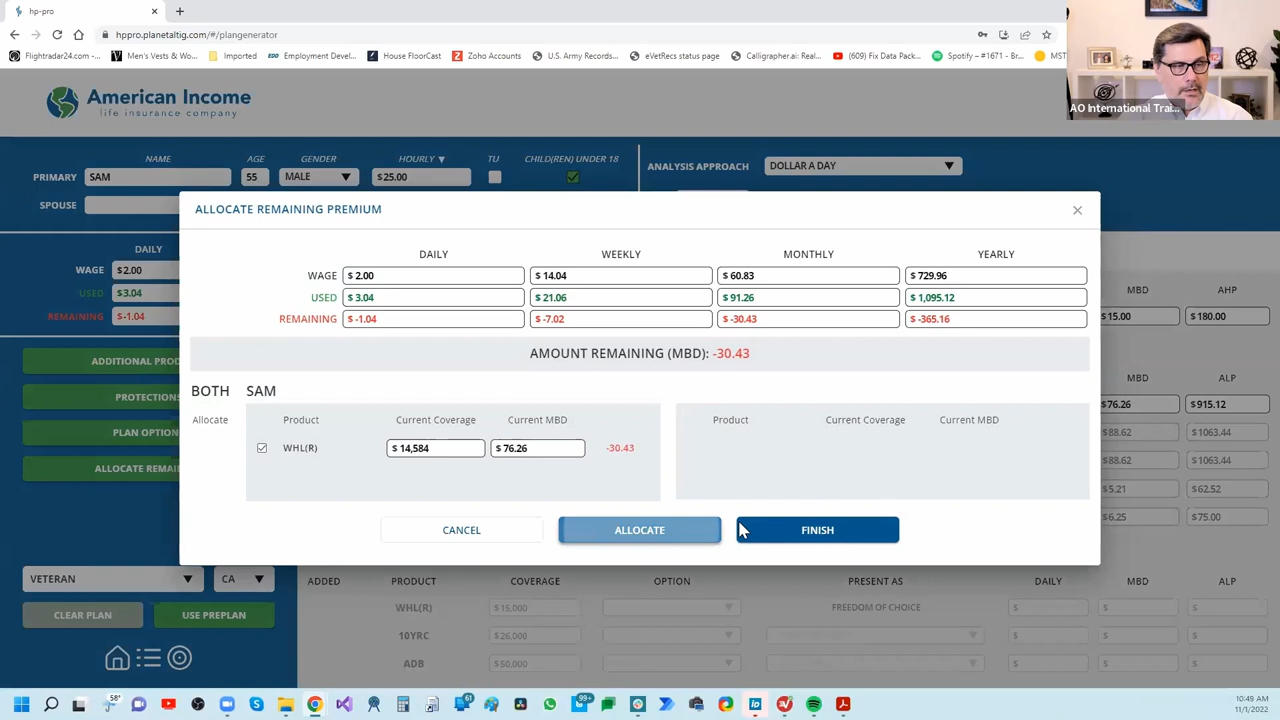 hp-pro
hppro.planetaltig.com/#/plangenerator
Flightradar24.com -... Men's Vests & Wo... Imported EDD Employment Devel... House FloorCast Zoho Accounts U.S. Army Records... eVetRecs status page Calligrapher.ai: Real... (609) Fix Data Pack... Spotify – #1671 - Br... MST
AO International Trai...
American Income
life insurance company
NAME AGE GENDER HOURLY ▼ TU CHILD(REN) UNDER 18
PRIMARY SAM 55 MALE $25.00
ANALYSIS APPROACH DOLLAR A DAY
SPOUSE
ALLOCATE REMAINING PREMIUM
DAILY
WAGE $2.00
USED $3.04
REMAINING $-1.04
DAILY WEEKLY MONTHLY YEARLY
WAGE $ 2.00 $ 14.04 $ 60.83 $ 729.96
USED $ 3.04 $ 21.06 $ 91.26 $ 1,095.12
REMAINING $ -1.04 $ -7.02 $ -30.43 $ -365.16
AMOUNT REMAINING (MBD): -30.43
BOTH SAM
Allocate Product Current Coverage Current MBD
WHL(R) $ 14,584 $ 76.26 -30.43
Product Current Coverage Current MBD
CANCEL ALLOCATE FINISH
MBD AHP
$15.00 $180.00
MBD ALP
$76.26 $915.12
$88.62 $1063.44
$88.62 $1063.44
$5.21 $62.52
$6.25 $75.00
ADDITIONAL PROD
PROTECTION
PLAN OPTION
ALLOCATE REMAI
VETERAN CA
CLEAR PLAN USE PREPLAN
ADDED PRODUCT COVERAGE OPTION PRESENT AS DAILY MBD ALP
WHL(R) $15,000 FREEDOM OF CHOICE $ $ $
10YRC $26,000 $ $ $
ADB $50,000 $ $ $
58° 61 99+
10:49 AM
11/1/2022